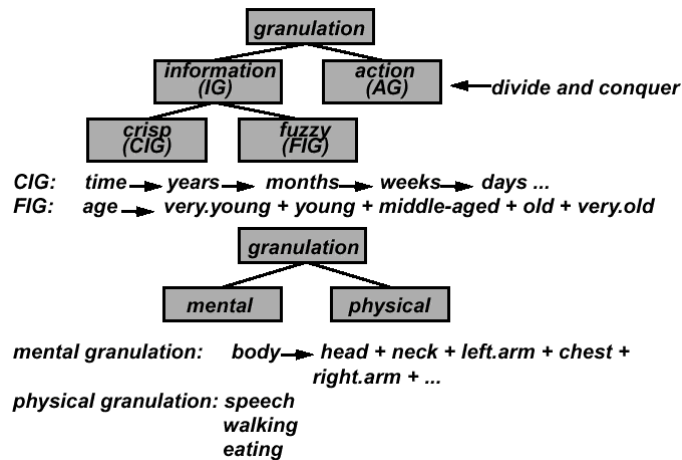 granulation
information action
(IG) (AG)
divide and conquer
crisp fuzzy
(CIG) (FIG)
CIG: time years months weeks days ...
FIG: age very.young + young + middle-aged + old + very.old
granulation
mental physical
mental granulation: body head + neck + left.arm + chest +
right.arm + ...
physical granulation: speech
walking
eating